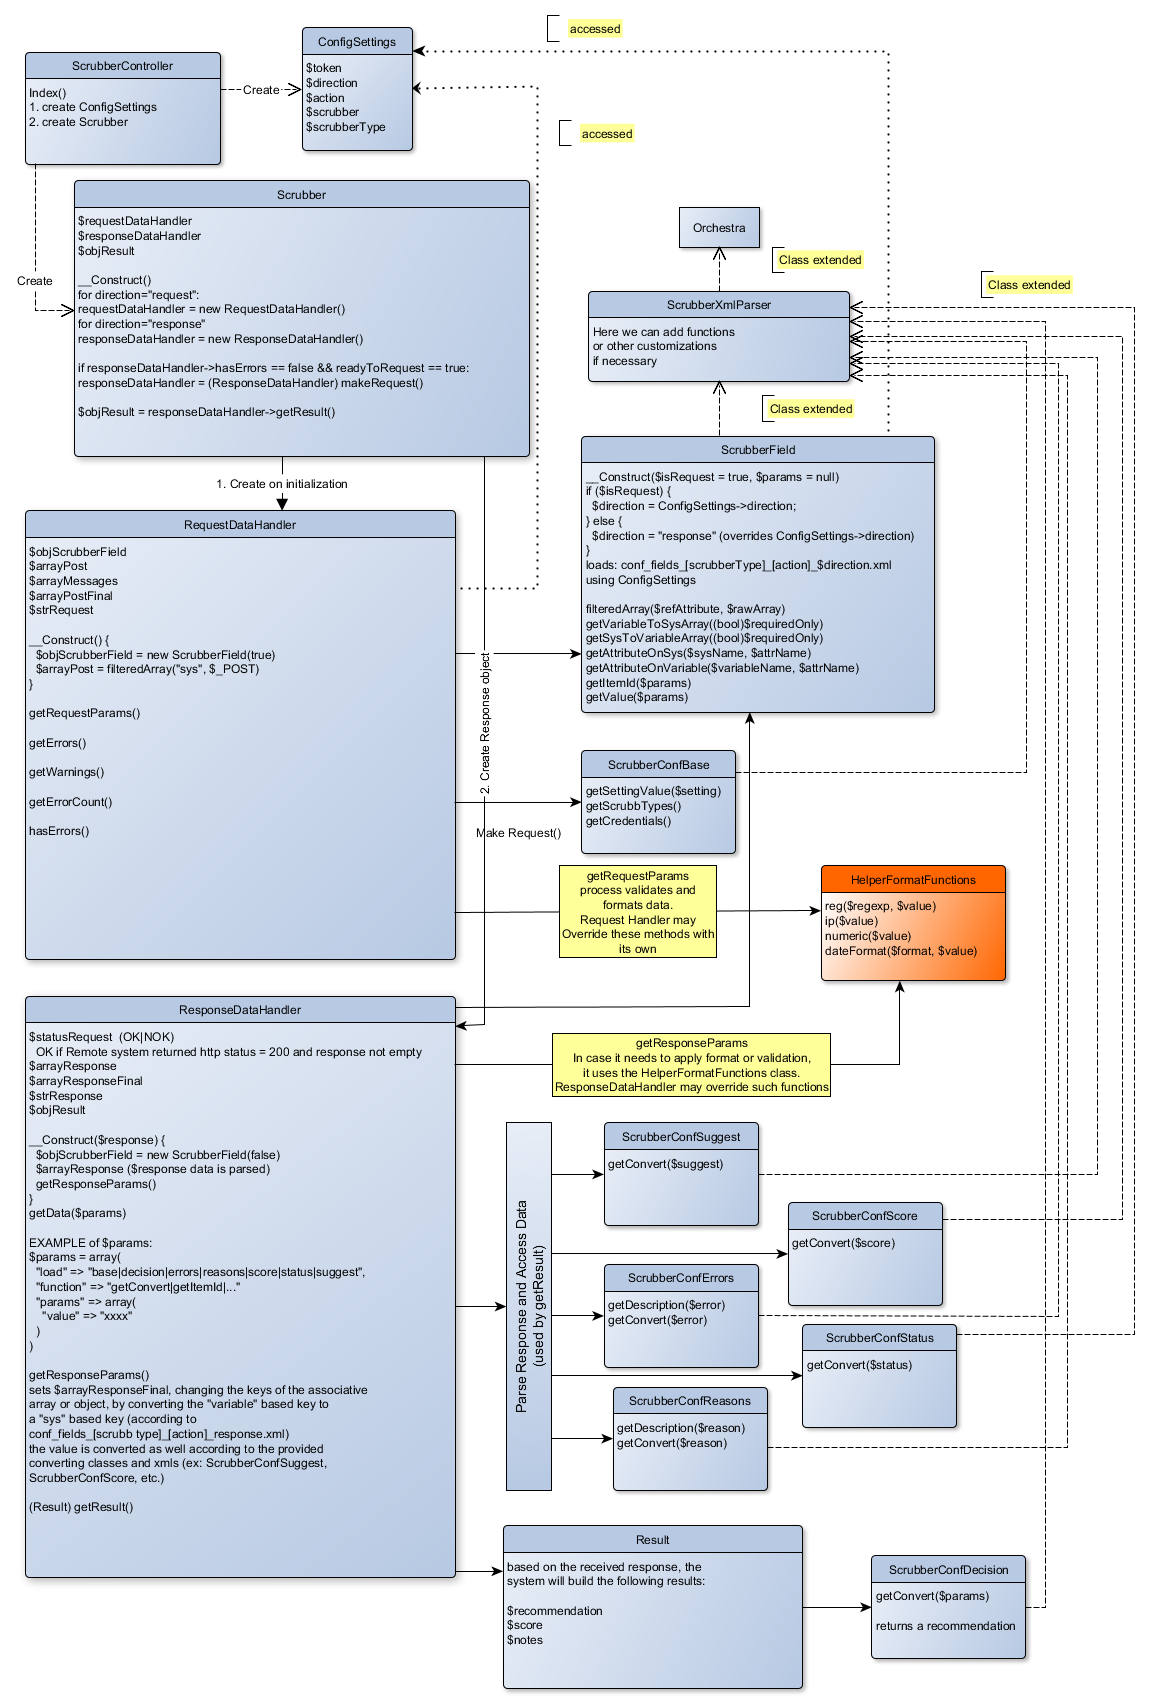 accessed
ConfigSettings
$token
$direction
$action
$scrubber
$scrubberType
ScrubberController
Index()
1. create ConfigSettings
2. create Scrubber
Create
accessed
Create
Scrubber
$requestDataHandler
$responseDataHandler
$objResult
__Construct()
for direction="request":
requestDataHandler = new RequestDataHandler()
for direction="response"
responseDataHandler = new ResponseDataHandler()
if responseDataHandler->hasErrors == false && readyToRequest == true:
responseDataHandler = (ResponseDataHandler) makeRequest()
$objResult = responseDataHandler->getResult()
Orchestra
Class extended
Class extended
ScrubberXmlParser
Here we can add functions
or other customizations
if necessary
Class extended
1. Create on initialization
2. Create Response object
ScrubberField
__Construct($isRequest = true, $params = null)
if ($isRequest) {
$direction = ConfigSettings->direction;
} else {
$direction = "response" (overrides ConfigSettings->direction)
}
loads: conf_fields_[scrubberType]_[action]_$direction.xml
using ConfigSettings
filteredArray($refAttribute, $rawArray)
getVariableToSysArray((bool)$requiredOnly)
getSysToVariableArray((bool)$requiredOnly)
getAttributeOnSys($sysName, $attrName)
getAttributeOnVariable($variableName, $attrName)
getItemId($params)
getValue($params)
RequestDataHandler
$objScrubberField
$arrayPost
$arrayMessages
$arrayPostFinal
$strRequest
__Construct() {
$objScrubberField = new ScrubberField(true)
$arrayPost = filteredArray("sys", $_POST)
}
getRequestParams()
getErrors()
getWarnings()
getErrorCount()
hasErrors()
ScrubberConfBase
getSettingValue($setting)
getScrubbTypes()
getCredentials()
Make Request()
getRequestParams
process validates and
formats data.
Request Handler may
Override these methods with
its own
HelperFormatFunctions
reg($regexp, $value)
ip($value)
numeric($value)
dateFormat($format, $value)
ResponseDataHandler
$statusRequest (OK|NOK)
OK if Remote system returned http status = 200 and response not empty
$arrayResponse
$arrayResponseFinal
$strResponse
$objResult
__Construct($response) {
$objScrubberField = new ScrubberField(false)
$arrayResponse ($response data is parsed)
getResponseParams()
}
getData($params)
EXAMPLE of $params:
$params = array(
"load" => "base|decision|errors|reasons|score|status|suggest",
"function" => "getConvert|getItemId|..."
"params" => array(
"value" => "xxxx"
)
)
getResponseParams()
sets $arrayResponseFinal, changing the keys of the associative
array or object, by converting the "variable" based key to
a "sys" based key (according to
conf_fields_[scrubb type]_[action]_response.xml)
the value is converted as well according to the provided
converting classes and xmls (ex: ScrubberConfSuggest,
ScrubberConfScore, etc.)
(Result) getResult()
getResponseParams
In case it needs to apply format or validation,
it uses the HelperFormatFunctions class.
ResponseDataHandler may override such functions
Parse Response and Access Data
(used by getResult)
ScrubberConfSuggest
getConvert($suggest)
ScrubberConfScore
getConvert($score)
ScrubberConfErrors
getDescription($error)
getConvert($error)
ScrubberConfStatus
getConvert($status)
ScrubberConfReasons
getDescription($reason)
getConvert($reason)
Result
based on the received response, the
system will build the following results:
$recommendation
$score
$notes
ScrubberConfDecision
getConvert($params)
returns a recommendation